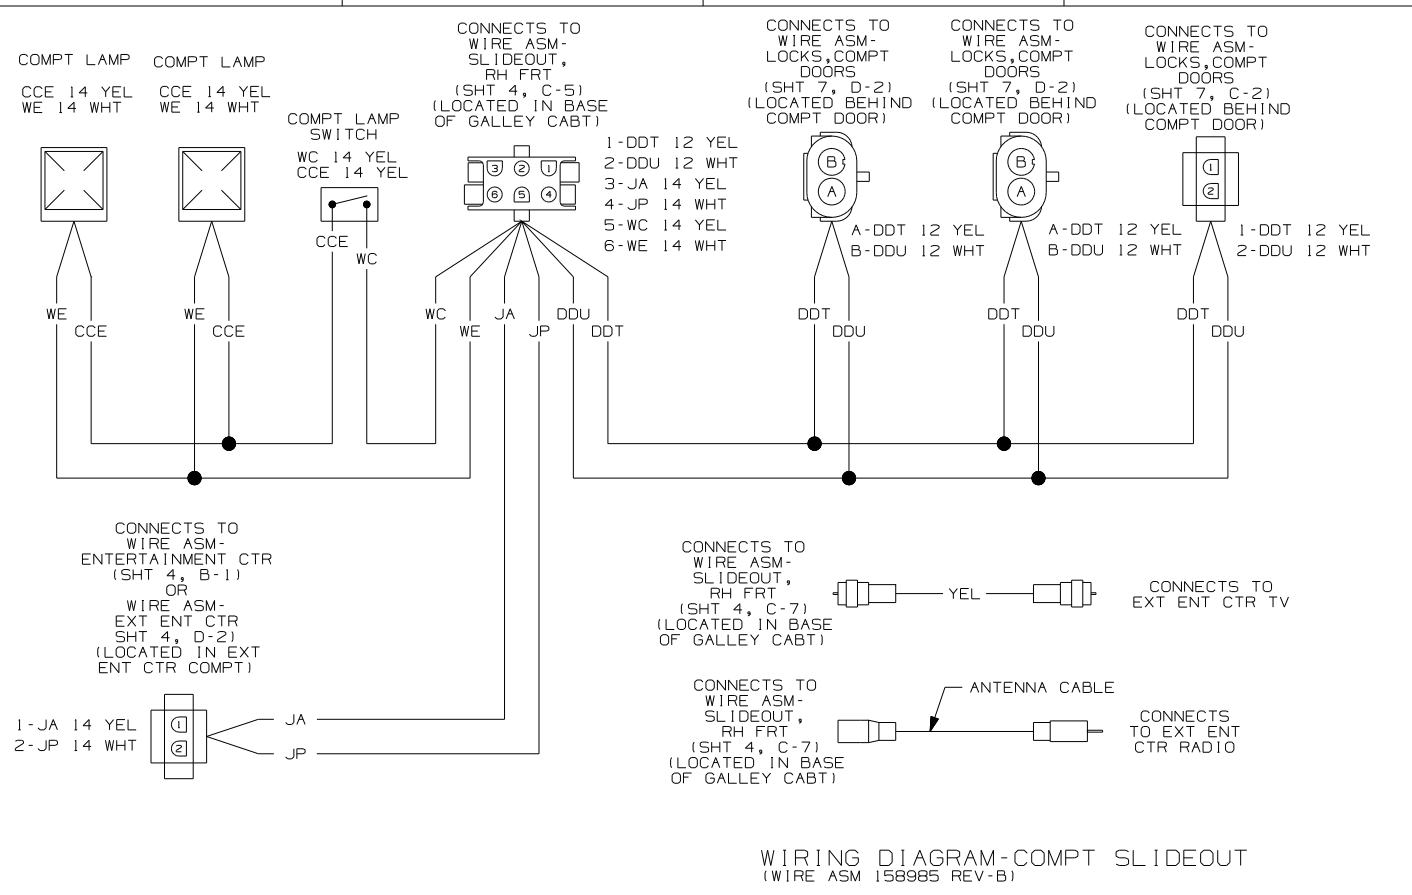 COMPT LAMP
CCE 14 YEL
WE 14 WHT
COMPT LAMP
CCE 14 YEL
WE 14 WHT
COMPT LAMP
SWITCH
WC 14 YEL
CCE 14 YEL
CONNECTS TO
WIRE ASM-
SLIDEOUT,
RH FRT
(SHT 4, C-5)
(LOCATED IN BASE
OF GALLEY CABT)
3 2 1
6 5 4
1-DDT 12 YEL
2-DDU 12 WHT
3-JA 14 YEL
4-JP 14 WHT
5-WC 14 YEL
6-WE 14 WHT
CONNECTS TO
WIRE ASM-
LOCKS,COMPT
DOORS
(SHT 7, D-2)
(LOCATED BEHIND
COMPT DOOR)
B
A
A-DDT 12 YEL
B-DDU 12 WHT
CONNECTS TO
WIRE ASM-
LOCKS,COMPT
DOORS
(SHT 7, D-2)
(LOCATED BEHIND
COMPT DOOR)
B
A
A-DDT 12 YEL
B-DDU 12 WHT
CONNECTS TO
WIRE ASM-
LOCKS,COMPT
DOORS
(SHT 7, C-2)
(LOCATED BEHIND
COMPT DOOR)
1
2
1-DDT 12 YEL
2-DDU 12 WHT
CCE
WC
WE
CCE
WE
CCE
WC
WE
JA
JP
DDU
DDT
DDT
DDU
DDT
DDU
DDT
DDU
CONNECTS TO
WIRE ASM-
ENTERTAINMENT CTR
(SHT 4, B-1)
OR
WIRE ASM-
EXT ENT CTR
SHT 4, D-2)
(LOCATED IN EXT
ENT CTR COMPT)
1-JA 14 YEL
2-JP 14 WHT
1
2
JA
JP
CONNECTS TO
WIRE ASM-
SLIDEOUT,
RH FRT
(SHT 4, C-7)
(LOCATED IN BASE
OF GALLEY CABT)
YEL
CONNECTS TO
EXT ENT CTR TV
CONNECTS TO
WIRE ASM-
SLIDEOUT,
RH FRT
(SHT 4, C-7)
(LOCATED IN BASE
OF GALLEY CABT)
ANTENNA CABLE
CONNECTS
TO EXT ENT
CTR RADIO
WIRING DIAGRAM-COMPT SLIDEOUT
(WIRE ASM 158985 REV-B)